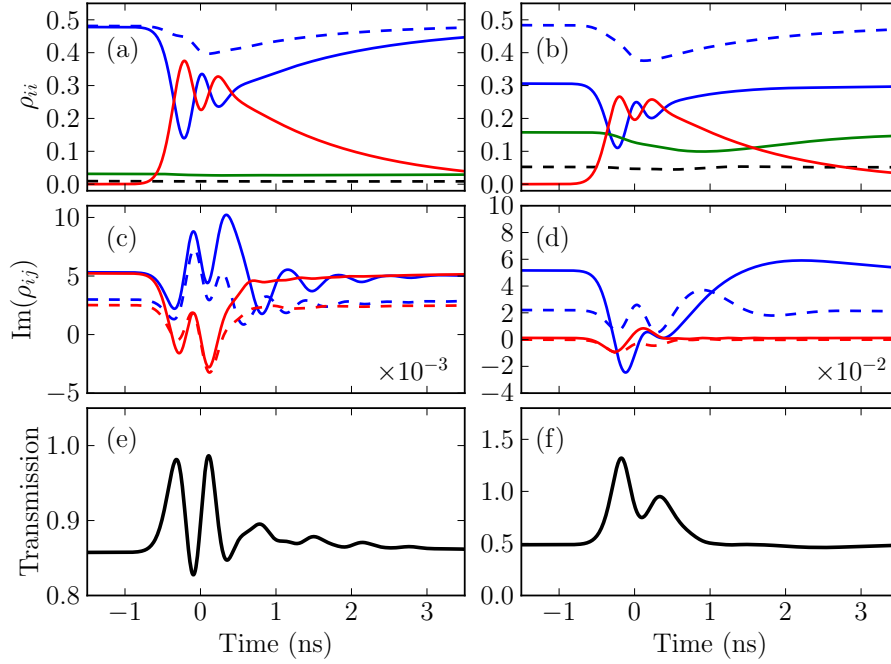 0.5
0.4
0.3
0.2
0.1
0.0
ρii
(a)
0.5
0.4
0.3
0.2
0.1
0.0
(b)
10
5
0
−5
Im(ρij)
(c)
×10−3
10
8
6
4
2
0
−2
−4
(d)
×10−2
1.0
0.9
0.8
Transmission
(e)
−1 0 1 2 3
Time (ns)
1.5
1.0
0.5
0.0
(f)
−1 0 1 2 3
Time (ns)